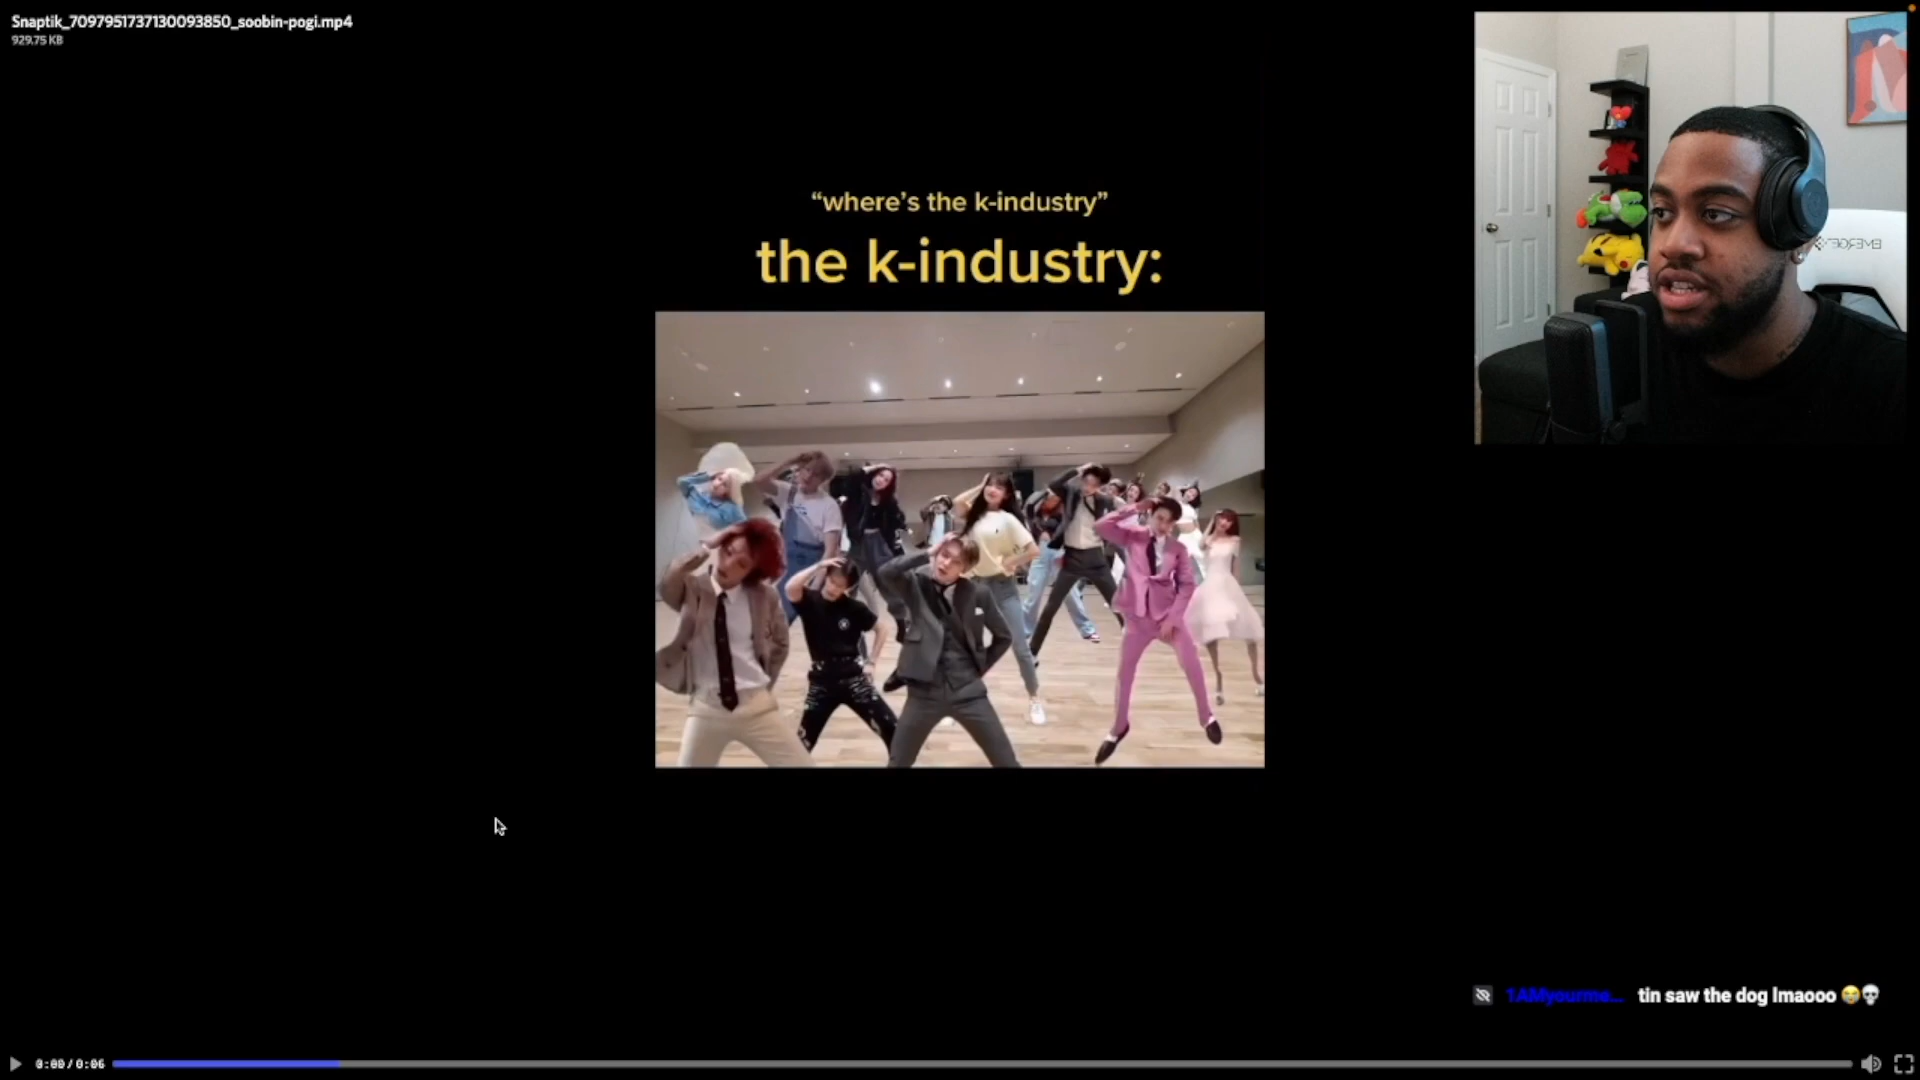 Snaptik_7097951737130093850_soobin-pogi.mp4
929.75 KB
“where’s the k-industry”
the k-industry:
1AMyourme... tin saw the dog lmaooo 😭💀
0:00/0:06